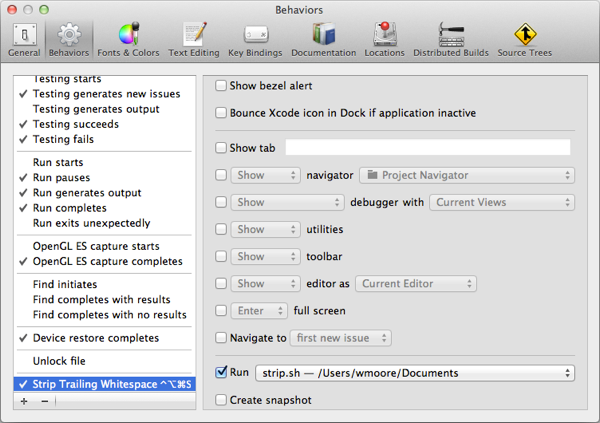 Behaviors
General
Behaviors
Fonts & Colors
Text Editing
Key Bindings
Documentation
Locations
Distributed Builds
Source Trees
Testing starts
✓ Testing generates new issues
Testing generates output
✓ Testing succeeds
✓ Testing fails
Run starts
✓ Run pauses
✓ Run generates output
✓ Run completes
Run exits unexpectedly
OpenGL ES capture starts
✓ OpenGL ES capture completes
Find initiates
Find completes with results
Find completes with no results
✓ Device restore completes
Unlock file
✓ Strip Trailing Whitespace ^⌥⌘S
+ −
Show bezel alert
Bounce Xcode icon in Dock if application inactive
Show tab
Show navigator Project Navigator
Show debugger with Current Views
Show utilities
Show toolbar
Show editor as Current Editor
Enter full screen
Navigate to first new issue
Run strip.sh — /Users/wmoore/Documents
Create snapshot